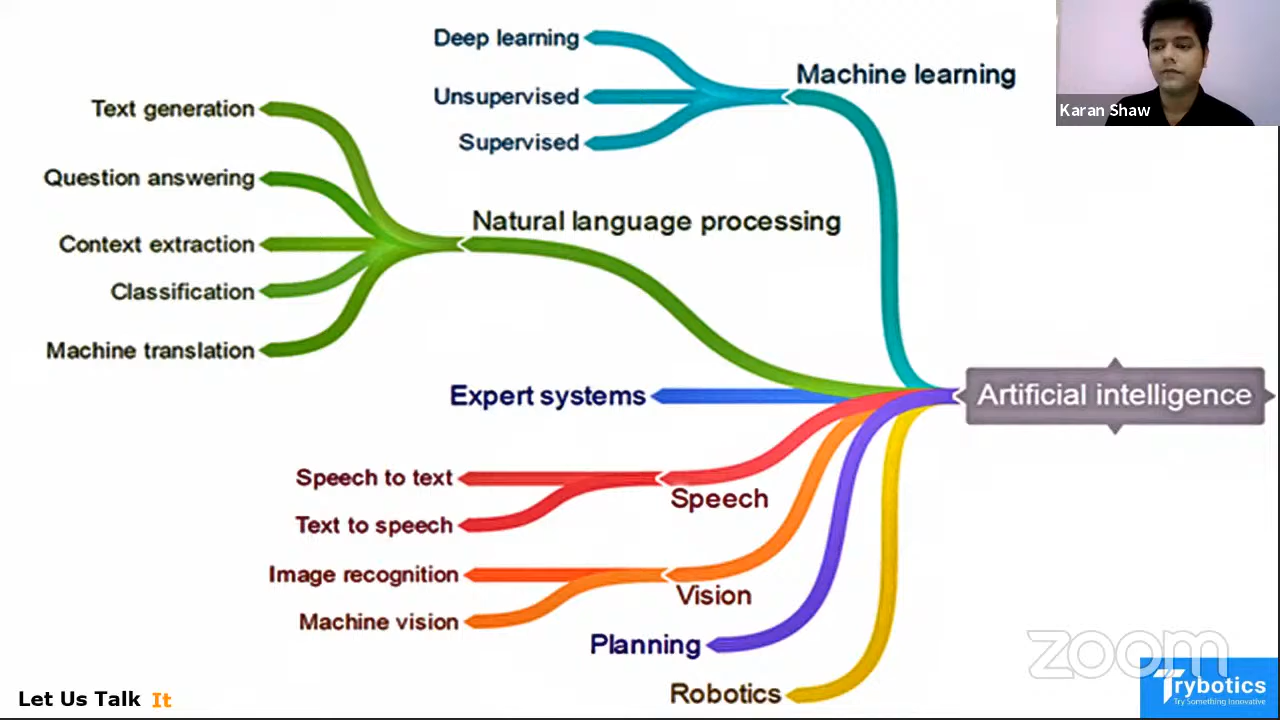 Deep learning
Unsupervised
Supervised
Machine learning
Karan Shaw
Text generation
Question answering
Context extraction
Classification
Machine translation
Natural language processing
Expert systems
Artificial intelligence
Speech to text
Text to speech
Speech
Image recognition
Machine vision
Vision
Planning
Robotics
zoom
Let Us Talk It
Trybotics
Try Something Innovative